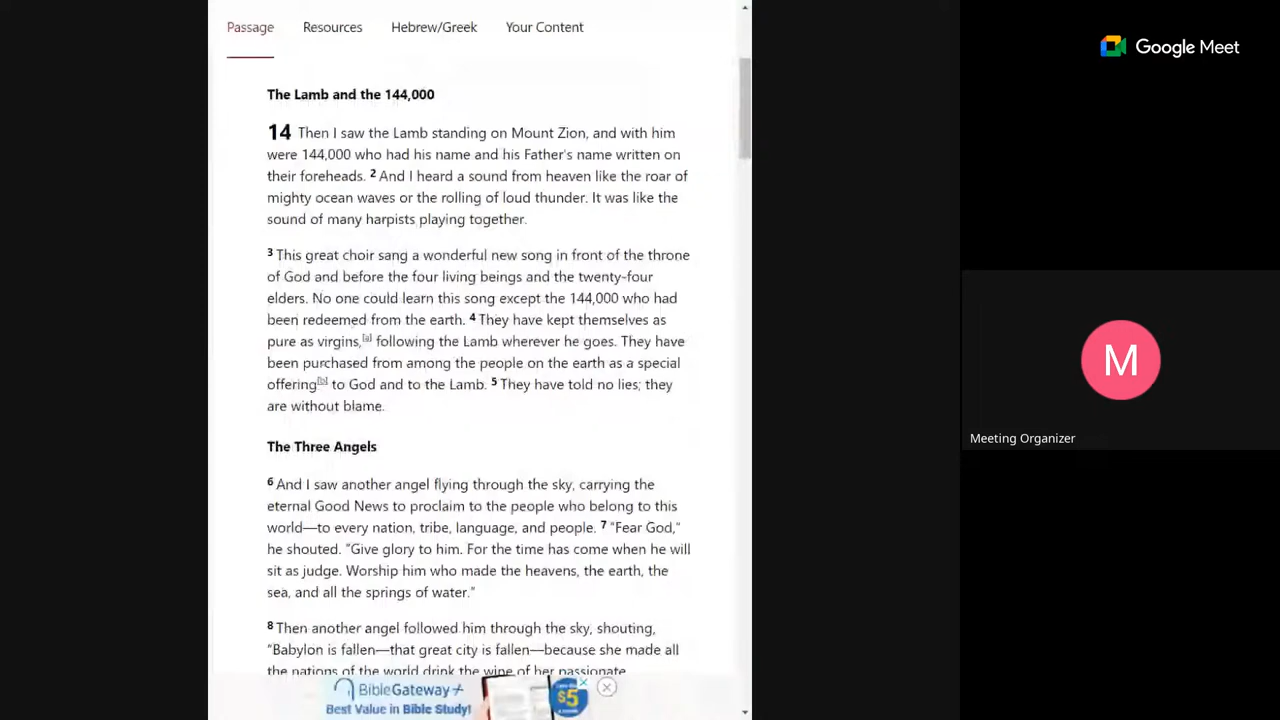 Passage Resources Hebrew/Greek Your Content
Google Meet
The Lamb and the 144,000
14 Then I saw the Lamb standing on Mount Zion, and with him
were 144,000 who had his name and his Father's name written on
their foreheads. 2 And I heard a sound from heaven like the roar of
mighty ocean waves or the rolling of loud thunder. It was like the
sound of many harpists playing together.
3 This great choir sang a wonderful new song in front of the throne
of God and before the four living beings and the twenty-four
elders. No one could learn this song except the 144,000 who had
been redeemed from the earth. 4 They have kept themselves as
pure as virgins,[a] following the Lamb wherever he goes. They have
been purchased from among the people on the earth as a special
offering[b] to God and to the Lamb. 5 They have told no lies; they
are without blame.
The Three Angels
6 And I saw another angel flying through the sky, carrying the
eternal Good News to proclaim to the people who belong to this
world—to every nation, tribe, language, and people. 7 “Fear God,”
he shouted. “Give glory to him. For the time has come when he will
sit as judge. Worship him who made the heavens, the earth, the
sea, and all the springs of water.”
8 Then another angel followed him through the sky, shouting,
“Babylon is fallen—that great city is fallen—because she made all
the nations of the world drink the wine of her passionate
BibleGateway+
Best Value in Bible Study!
$5
M
Meeting Organizer